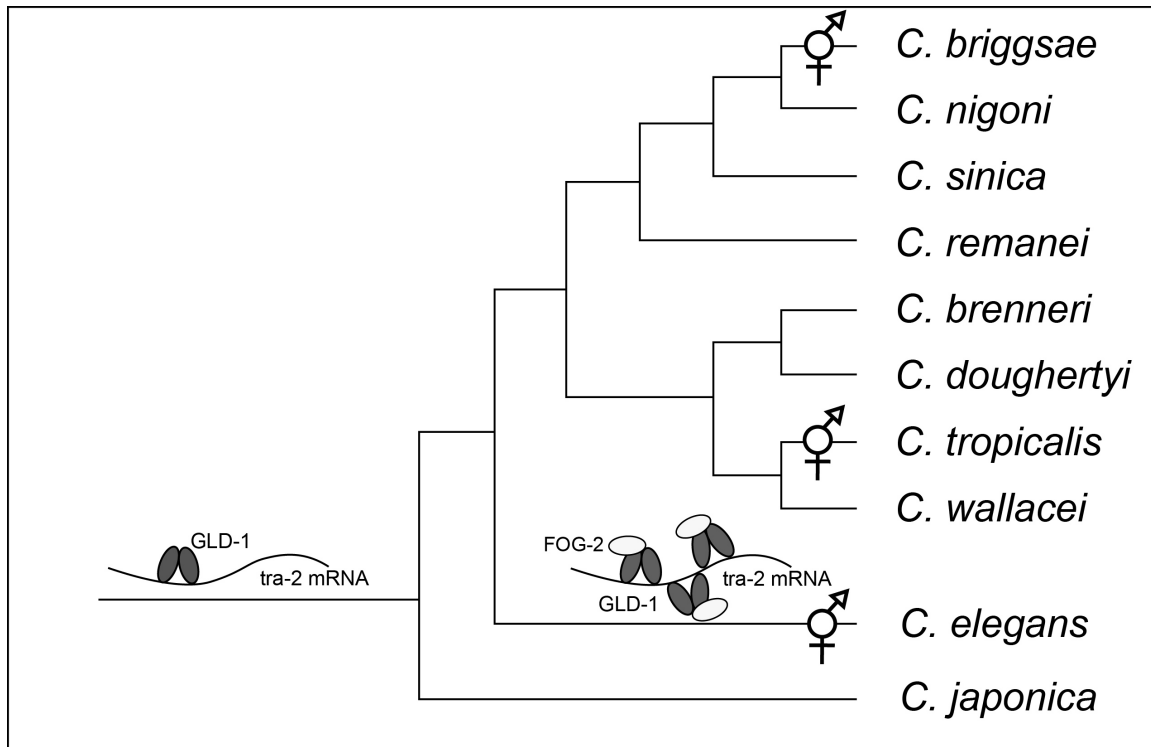 C. briggsae
C. nigoni
C. sinica
C. remanei
C. brenneri
C. doughertyi
C. tropicalis
C. wallacei
GLD-1
tra-2 mRNA
FOG-2
tra-2 mRNA
GLD-1
C. elegans
C. japonica